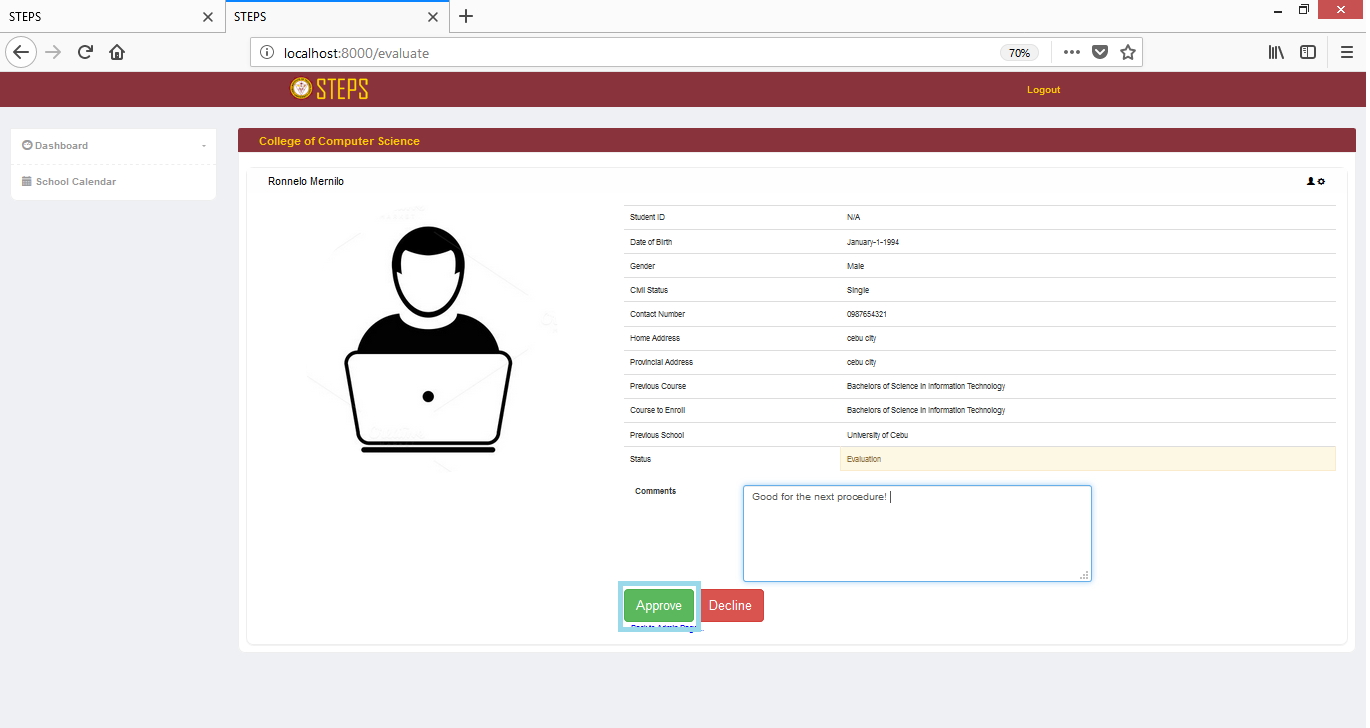 STEPS
STEPS
localhost:8000/evaluate
70%
STEPS
Logout
Dashboard
School Calendar
College of Computer Science
Ronnelo Mernilo
Student ID N/A
Date of Birth January-1-1994
Gender Male
Civil Status Single
Contact Number 0987654321
Home Address cebu city
Provincial Address cebu city
Previous Course Bachelors of Science in Information Technology
Course to Enroll Bachelors of Science in Information Technology
Previous School University of Cebu
Status Evaluation
Comments
Good for the next procedure!
Approve
Decline
Back to Admin